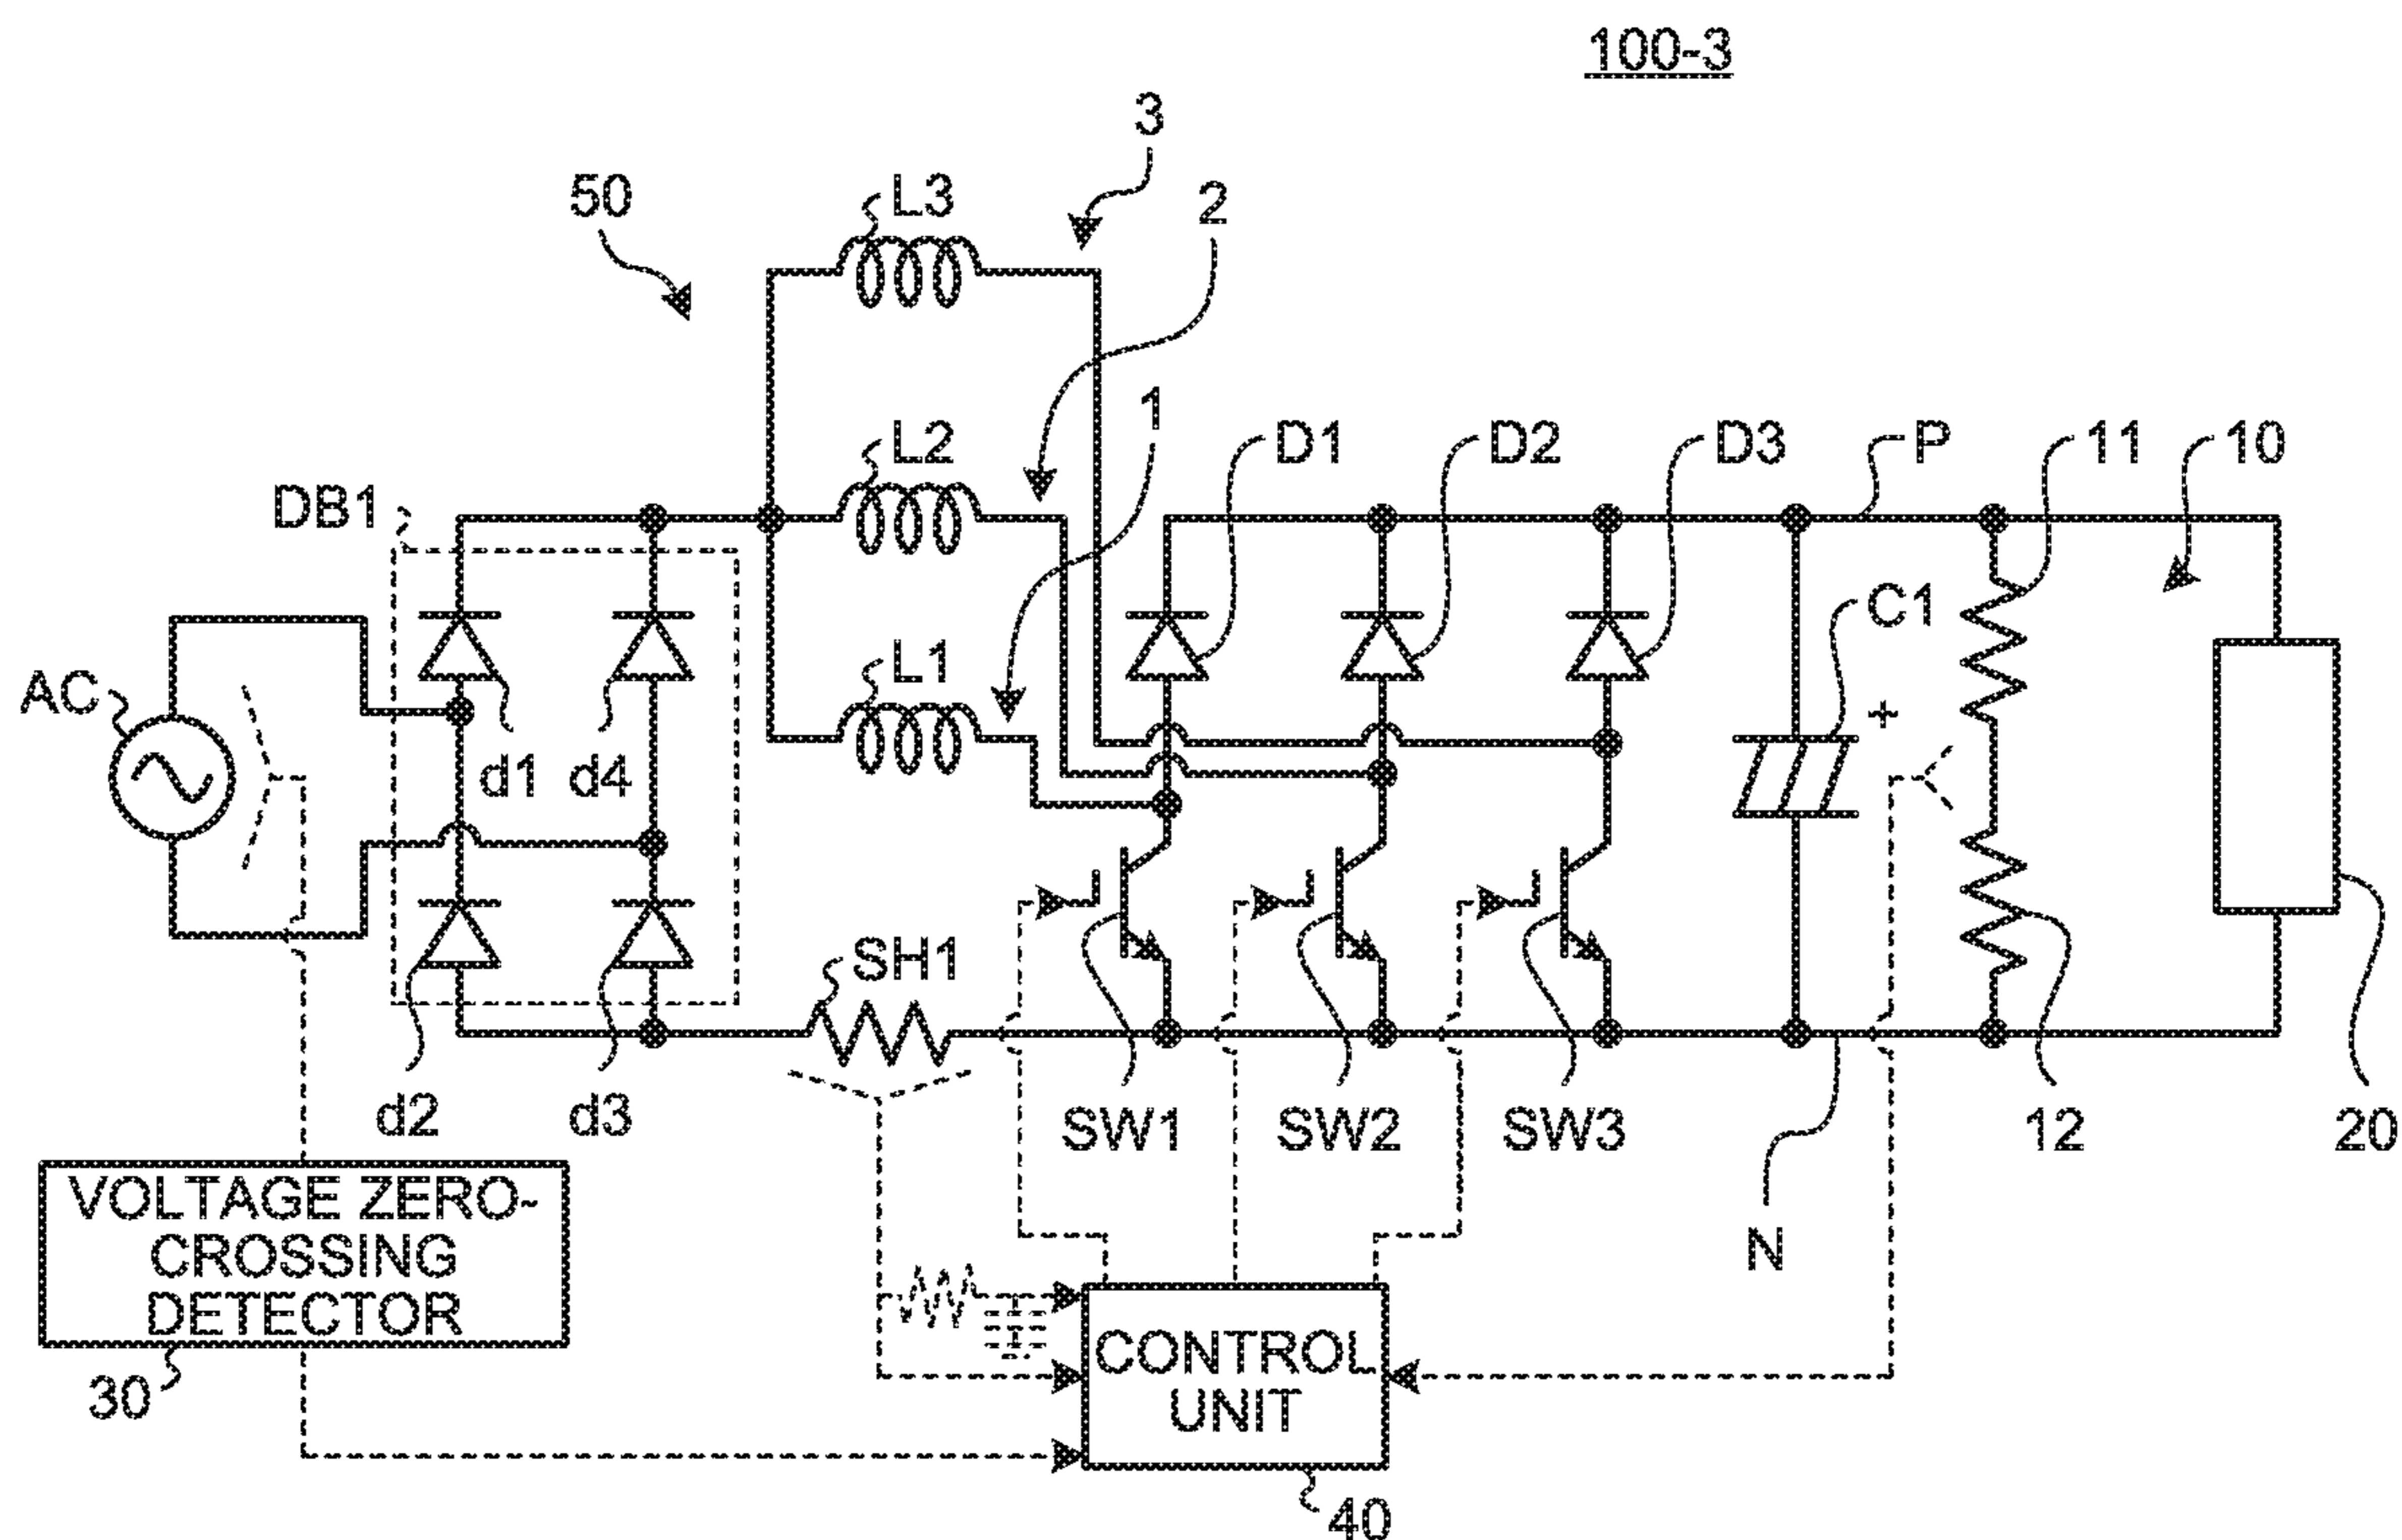 100-3
3
50
L3
2
1
L2
D1
D2
D3
P
11
10
DB1
L1
C1
AC
+
d1
d4
SH1
d2
d3
SW1
SW2
SW3
12
20
VOLTAGE ZERO-
CROSSING
DETECTOR
N
30
CONTROL
UNIT
40